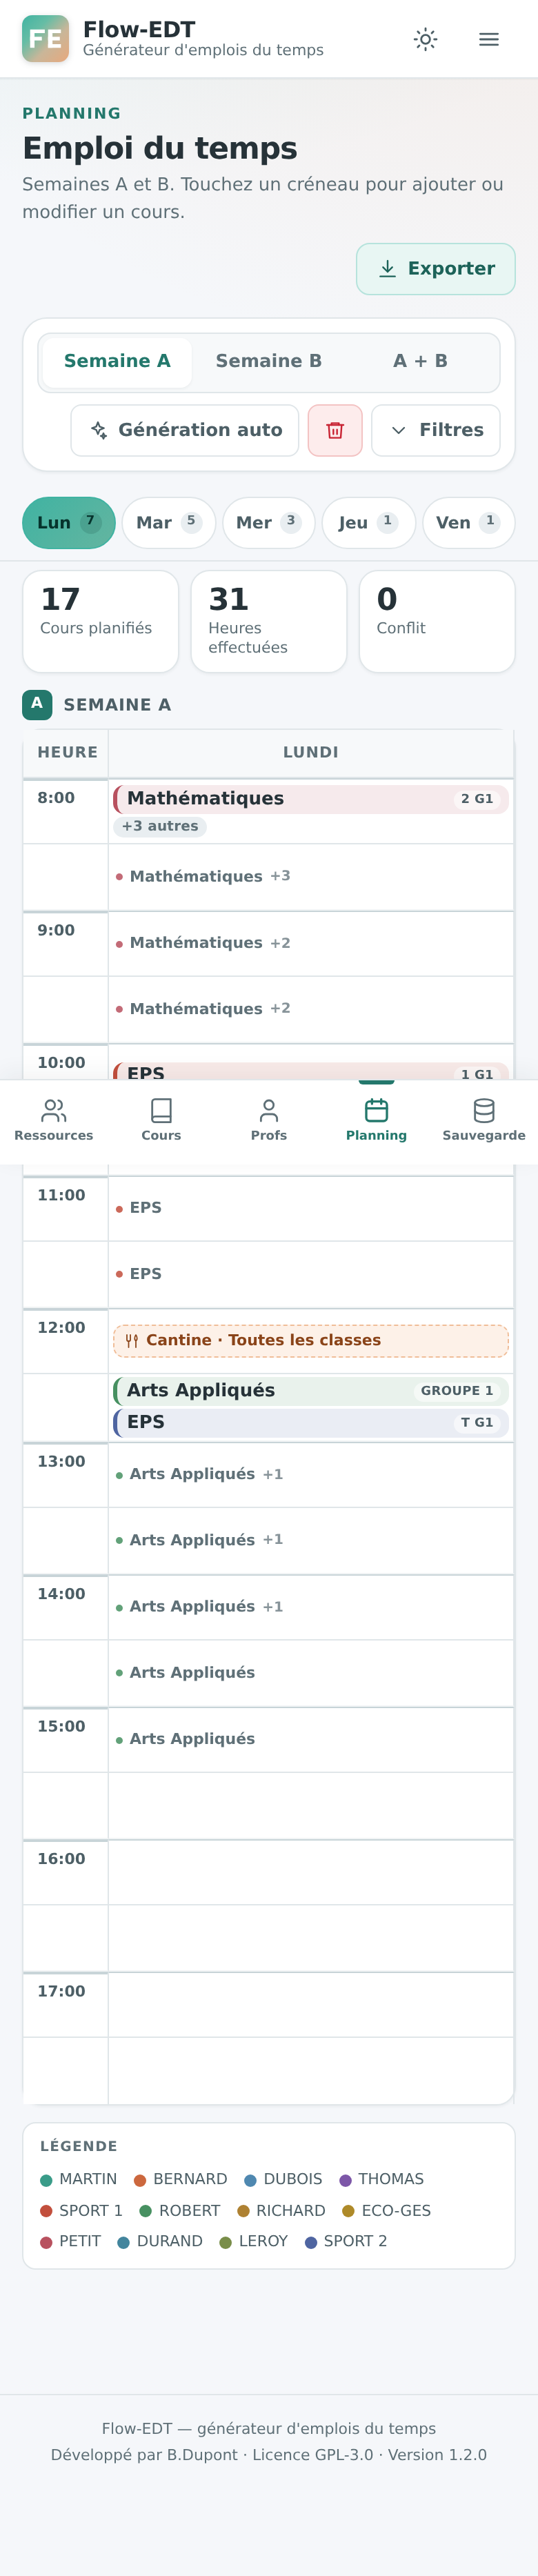 FE
Flow-EDT
Générateur d'emplois du temps
PLANNING
Emploi du temps
Semaines A et B. Touchez un créneau pour ajouter ou
modifier un cours.
Exporter
Semaine A Semaine B A + B
Génération auto Filtres
Lun 7 Mar 5 Mer 3 Jeu 1 Ven 1
17 31 0
Cours planifiés Heures Conflit
effectuées
A SEMAINE A
HEURE LUNDI
8:00 Mathématiques 2 G1
+3 autres
Mathématiques +3
9:00 Mathématiques +2
Mathématiques +2
10:00 EPS 1 G1
Ressources Cours Profs Planning Sauvegarde
11:00 EPS
EPS
12:00 Cantine · Toutes les classes
Arts Appliqués GROUPE 1
EPS T G1
13:00 Arts Appliqués +1
Arts Appliqués +1
14:00 Arts Appliqués +1
Arts Appliqués
15:00 Arts Appliqués
16:00
17:00
LÉGENDE
MARTIN BERNARD DUBOIS THOMAS
SPORT 1 ROBERT RICHARD ECO-GES
PETIT DURAND LEROY SPORT 2
Flow-EDT — générateur d'emplois du temps
Développé par B.Dupont · Licence GPL-3.0 · Version 1.2.0